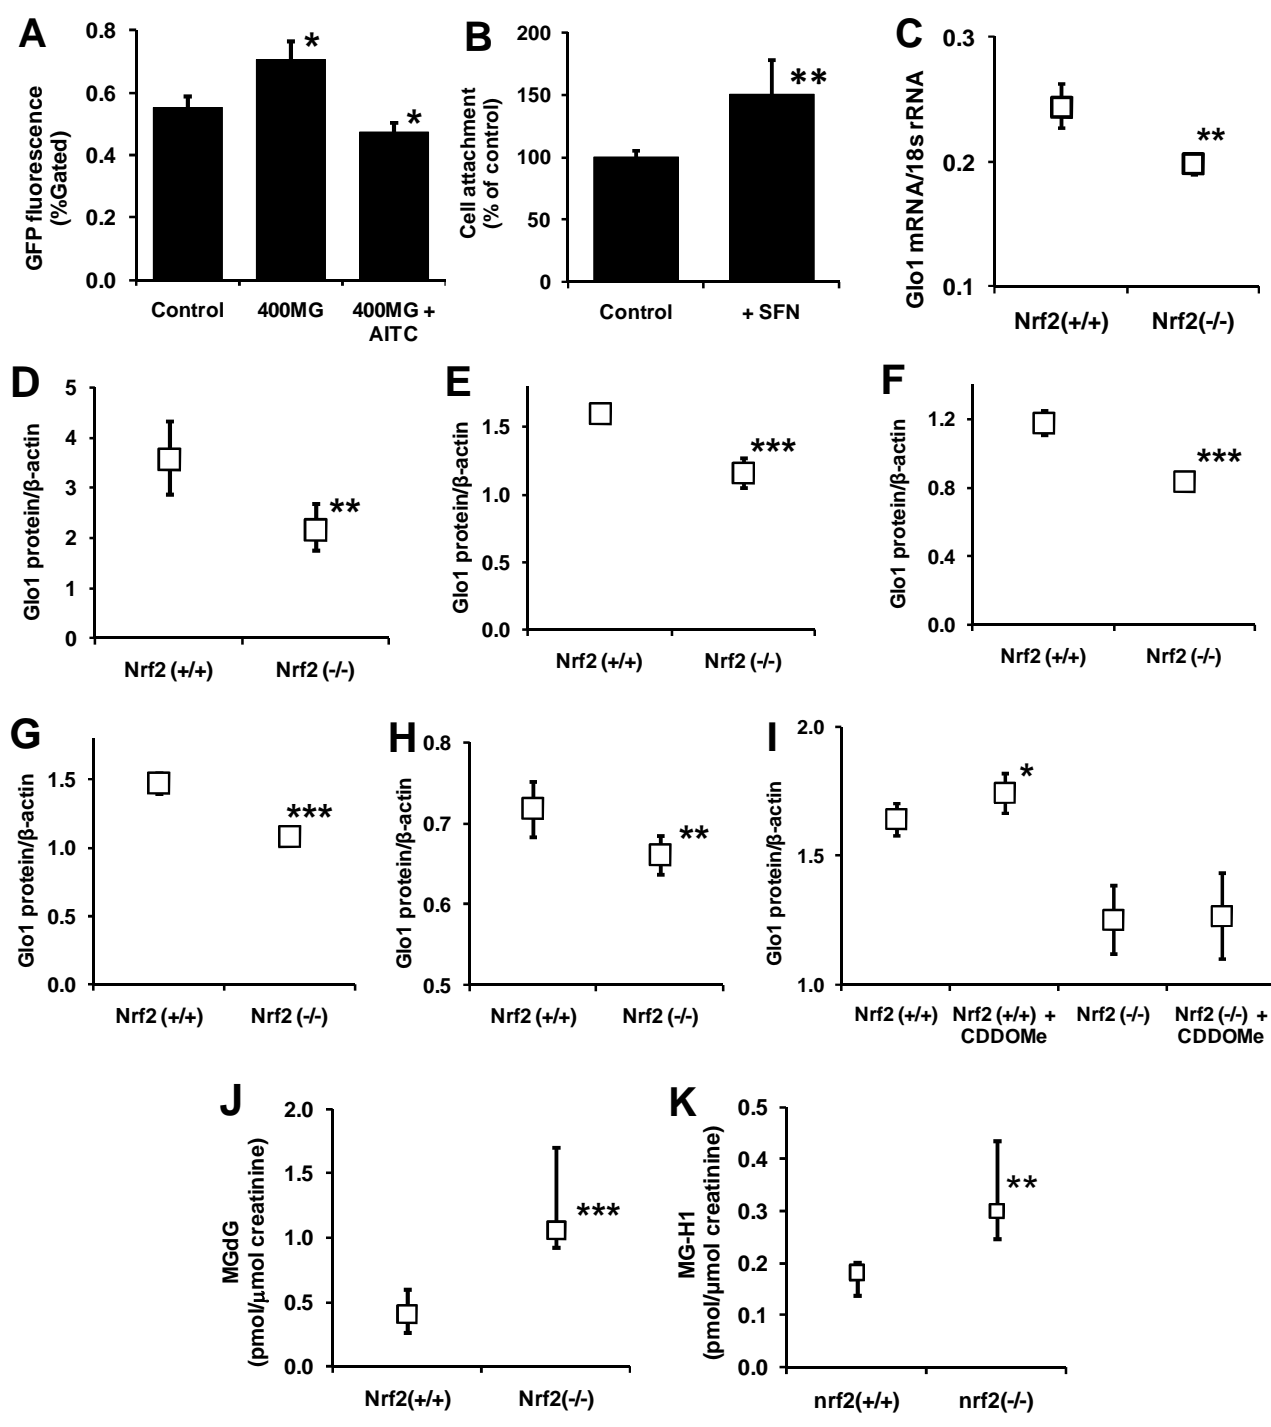 A
GFP fluorescence
(%Gated)
0.8
0.6
0.4
0.2
0.0
*
*
Control
400MG
400MG +
AITC
B
Cell attachment
(% of control)
200
150
100
50
0
**
Control
+ SFN
C
Glo1 mRNA/18s rRNA
0.3
0.2
0.1
**
Nrf2(+/+)
Nrf2(-/-)
D
Glo1 protein/β-actin
5
4
3
2
1
0
**
Nrf2 (+/+)
Nrf2 (-/-)
E
Glo1 protein/β-actin
1.5
1.0
0.5
0.0
***
Nrf2 (+/+)
Nrf2 (-/-)
F
Glo1 protein/β-actin
1.2
0.8
0.4
0.0
***
Nrf2 (+/+)
Nrf2 (-/-)
G
Glo1 protein/β-actin
1.5
1.0
0.5
0.0
***
Nrf2 (+/+)
Nrf2 (-/-)
H
Glo1 protein/β-actin
0.8
0.7
0.6
0.5
**
Nrf2 (+/+)
Nrf2 (-/-)
I
Glo1 protein/β-actin
2.0
1.5
1.0
*
Nrf2 (+/+)
Nrf2 (+/+) +
CDDOMe
Nrf2 (-/-)
Nrf2 (-/-) +
CDDOMe
J
MGdG
(pmol/μmol creatinine)
2.0
1.5
1.0
0.5
0.0
***
Nrf2(+/+)
Nrf2(-/-)
K
MG-H1
(pmol/μmol creatinine)
0.5
0.4
0.3
0.2
0.1
0.0
**
nrf2(+/+)
nrf2(-/-)